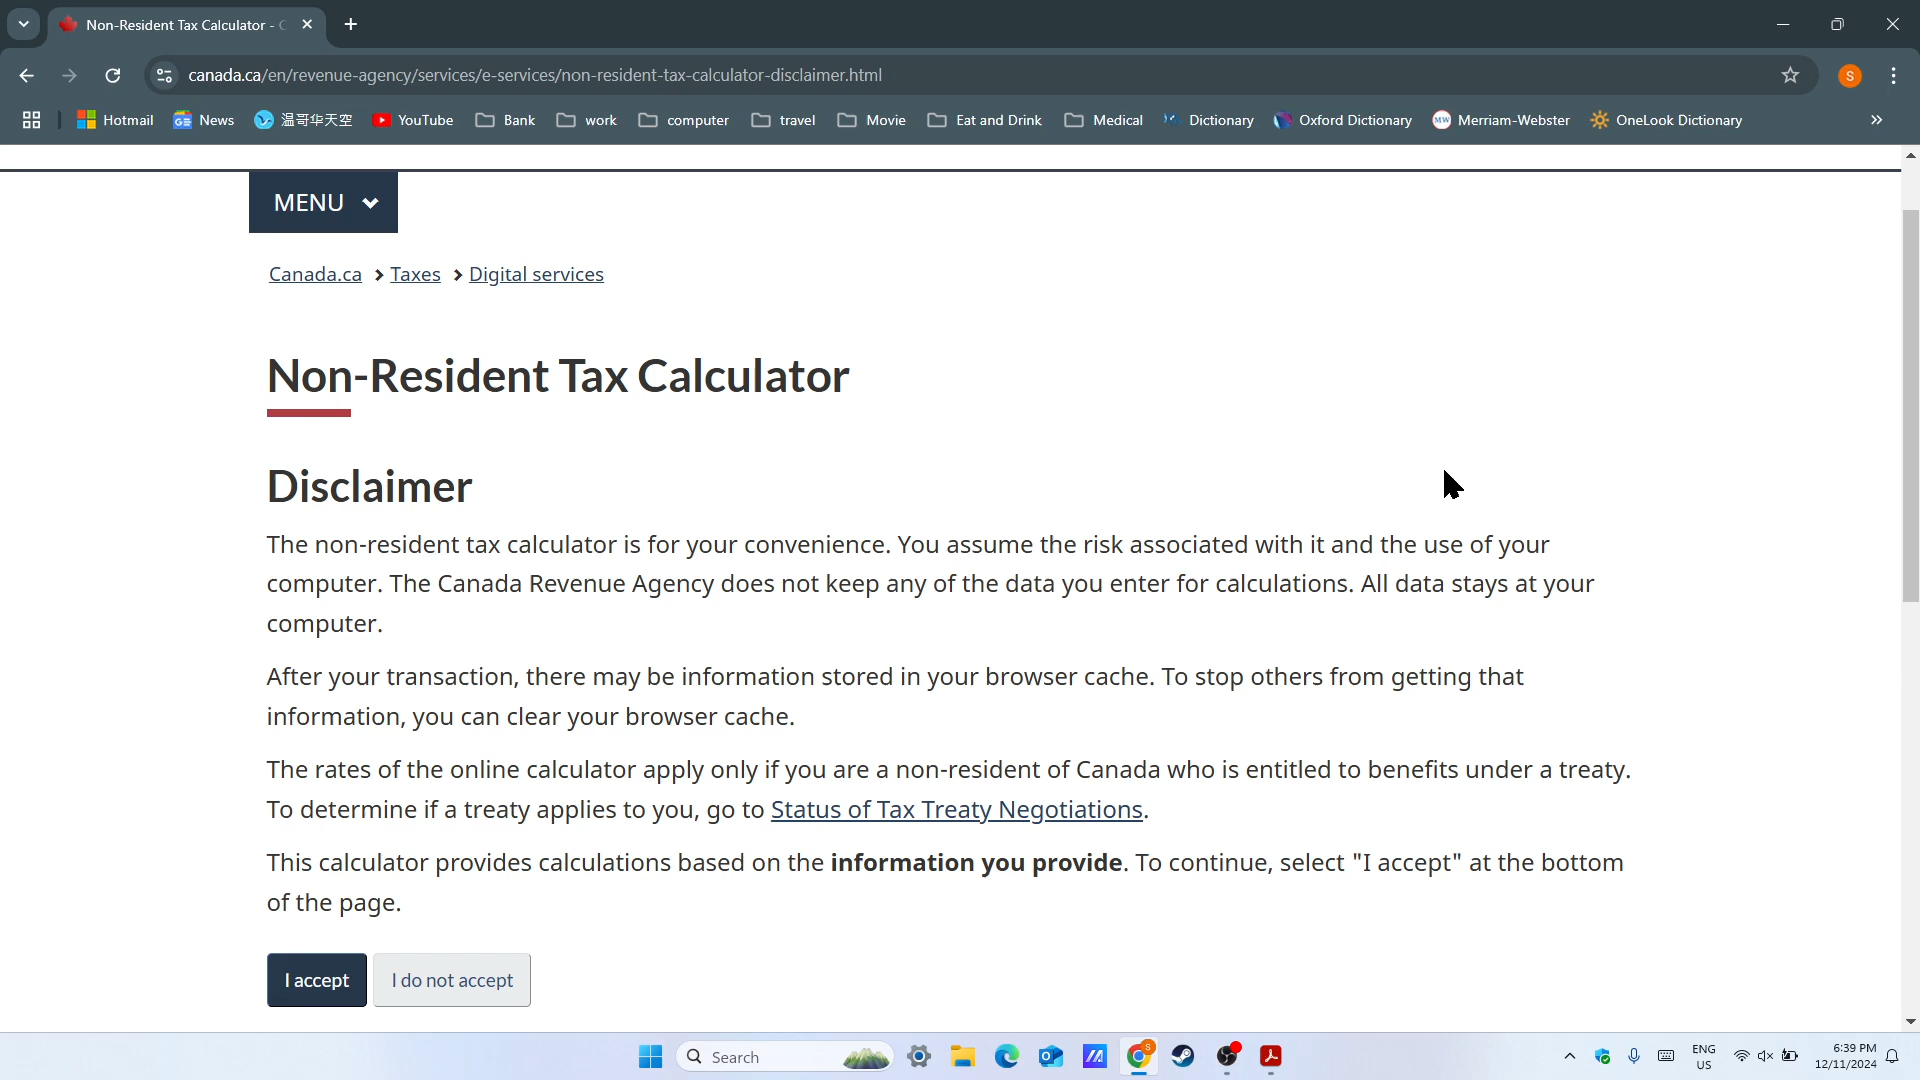 Non-Resident Tax Calculator - C
canada.ca/en/revenue-agency/services/e-services/non-resident-tax-calculator-disclaimer.html
S
Hotmail News 温哥华天空 YouTube Bank work computer travel Movie Eat and Drink Medical Dictionary Oxford Dictionary Merriam-Webster OneLook Dictionary
MENU
Canada.ca > Taxes > Digital services
Non-Resident Tax Calculator
Disclaimer
The non-resident tax calculator is for your convenience. You assume the risk associated with it and the use of your
computer. The Canada Revenue Agency does not keep any of the data you enter for calculations. All data stays at your
computer.
After your transaction, there may be information stored in your browser cache. To stop others from getting that
information, you can clear your browser cache.
The rates of the online calculator apply only if you are a non-resident of Canada who is entitled to benefits under a treaty.
To determine if a treaty applies to you, go to Status of Tax Treaty Negotiations.
This calculator provides calculations based on the information you provide. To continue, select "I accept" at the bottom
of the page.
I accept I do not accept
Search
ENG
US
6:39 PM
12/11/2024